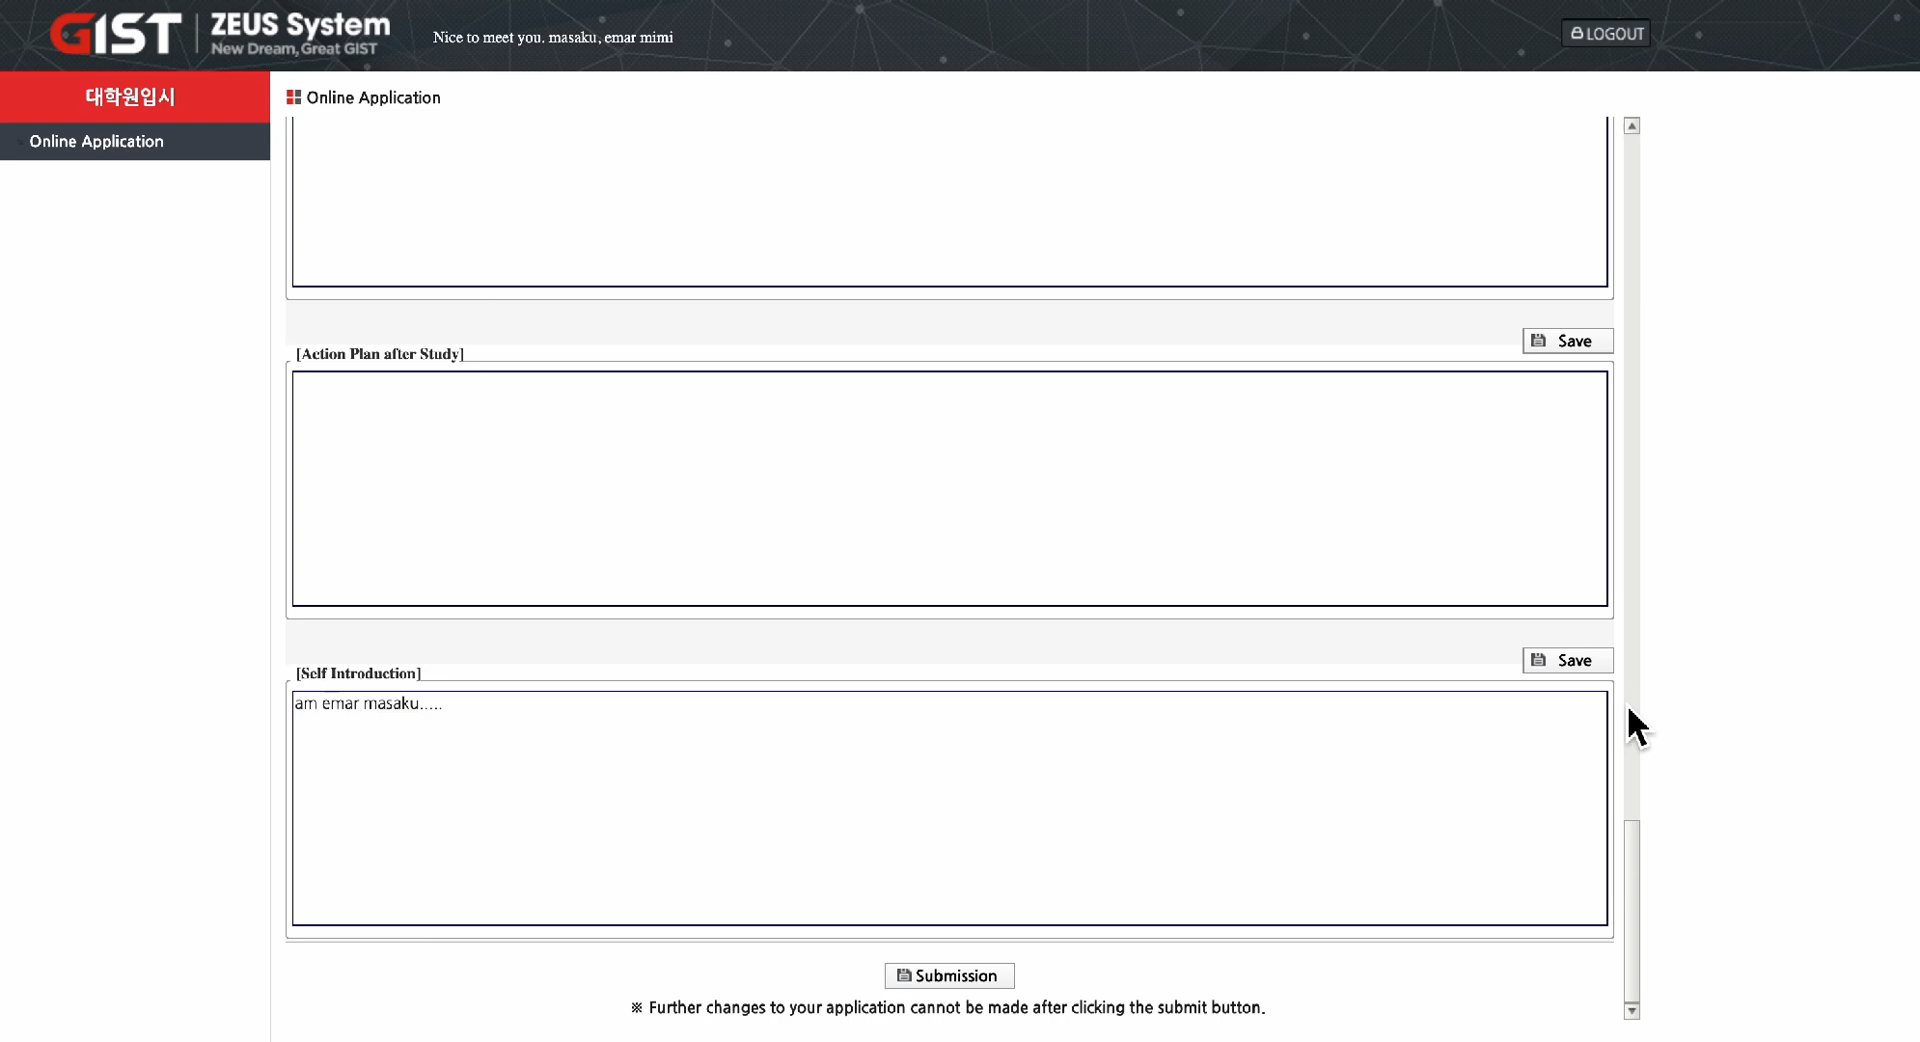 GIST
ZEUS System
New Dream, Great GIST
Nice to meet you. masaku, emar mimi
LOGOUT
대학원입시
Online Application
Online Application
Save
[Action Plan after Study]
Save
[Self Introduction]
am emar masaku.....
Submission
※ Further changes to your application cannot be made after clicking the submit button.